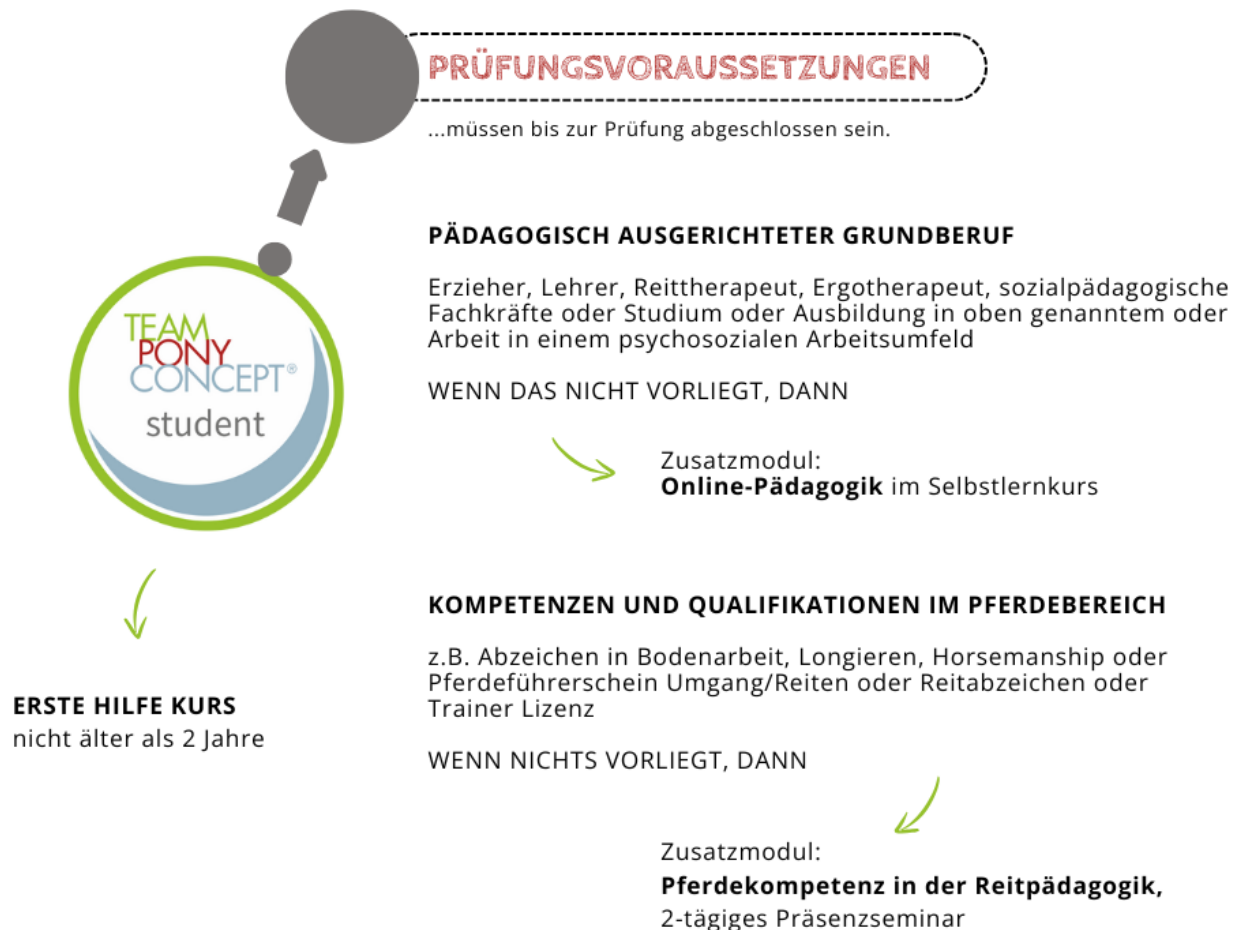 PRÜFUNGSVORAUSSETZUNGEN
...müssen bis zur Prüfung abgeschlossen sein.
PÄDAGOGISCH AUSGERICHTETER GRUNDBERUF
Erzieher, Lehrer, Reittherapeut, Ergotherapeut, sozialpädagogische
Fachkräfte oder Studium oder Ausbildung in oben genanntem oder
Arbeit in einem psychosozialen Arbeitsumfeld
WENN DAS NICHT VORLIEGT, DANN
Zusatzmodul:
Online-Pädagogik im Selbstlernkurs
TEAM
PONY
CONCEPT®
student
ERSTE HILFE KURS
nicht älter als 2 Jahre
KOMPETENZEN UND QUALIFIKATIONEN IM PFERDEBEREICH
z.B. Abzeichen in Bodenarbeit, Longieren, Horsemanship oder
Pferdeführerschein Umgang/Reiten oder Reitabzeichen oder
Trainer Lizenz
WENN NICHTS VORLIEGT, DANN
Zusatzmodul:
Pferdekompetenz in der Reitpädagogik,
2-tägiges Präsenzseminar